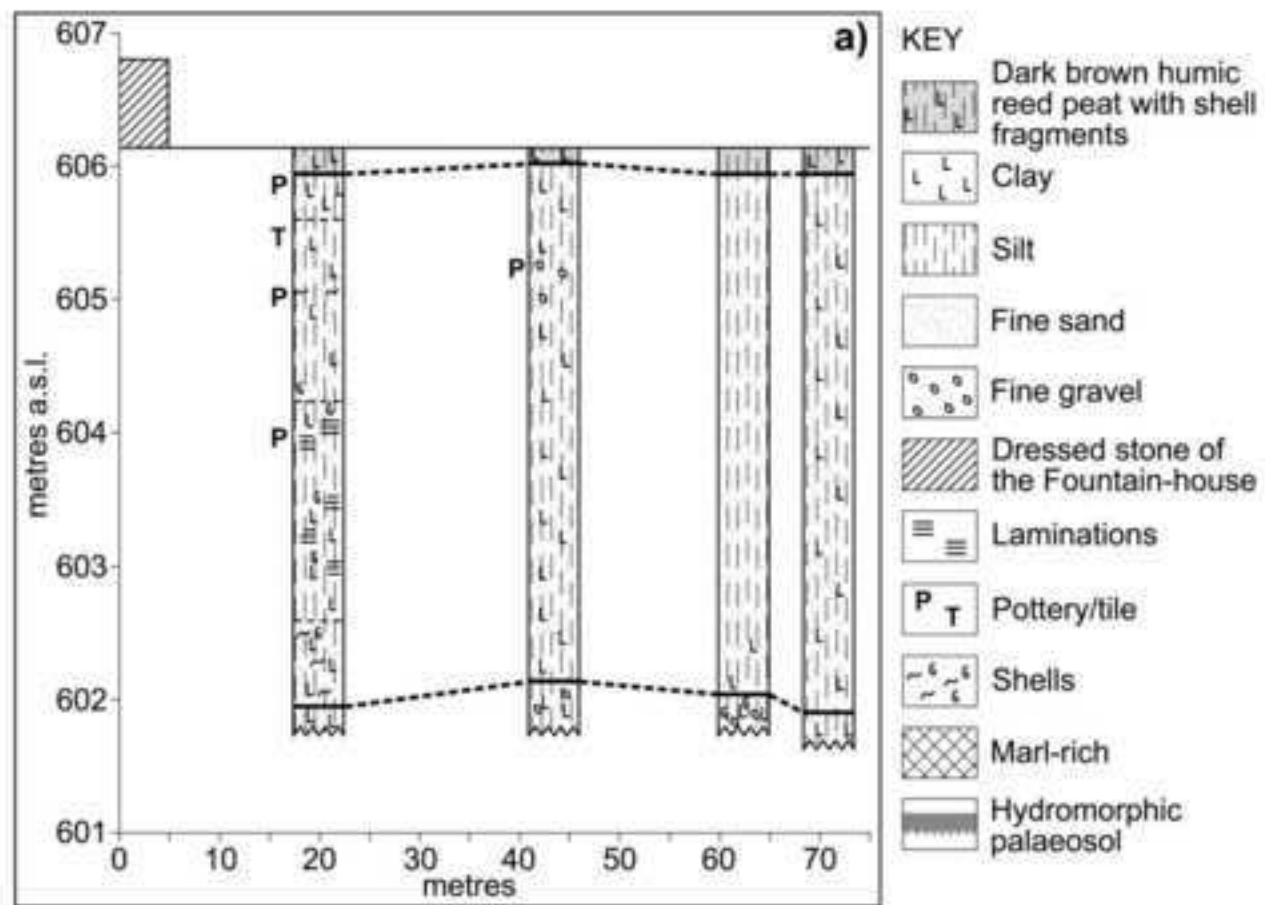 a)
607
606
605
604
603
602
601
metres a.s.l.
0 10 20 30 40 50 60 70
metres
P
T
P
P
P
KEY
Dark brown humic
reed peat with shell
fragments
Clay
Silt
Fine sand
Fine gravel
Dressed stone of
the Fountain-house
Laminations
P T
Pottery/tile
Shells
Marl-rich
Hydromorphic
palaeosol